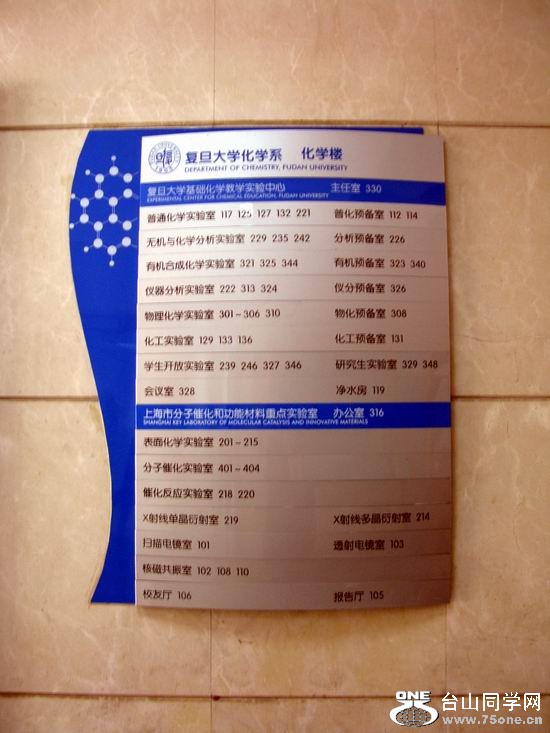 复旦大学化学系 化学楼
DEPARTMENT OF CHEMISTRY, FUDAN UNIVERSITY
复旦大学基础化学教学实验中心 主任室 330
EXPERIMENTAL CENTER FOR CHEMICAL EDUCATION, FUDAN UNIVERSITY
普通化学实验室 117 125 127 132 221 普化预备室 112 114
无机与化学分析实验室 229 235 242 分析预备室 226
有机合成化学实验室 321 325 344 有机预备室 323 340
仪器分析实验室 222 313 324 仪分预备室 326
物理化学实验室 301~306 310 物化预备室 308
化工实验室 129 133 136 化工预备室 131
学生开放实验室 239 246 327 346 研究生实验室 329 348
会议室 328 净水房 119
上海市分子催化和功能材料重点实验室 办公室 316
SHANGHAI KEY LABORATORY OF MOLECULAR CATALYSIS AND INNOVATIVE MATERIALS
表面化学实验室 201~215
分子催化实验室 401~404
催化反应实验室 218 220
X射线单晶衍射室 219 X射线多晶衍射室 214
扫描电镜室 101 透射电镜室 103
核磁共振室 102 108 110
校友厅 106 报告厅 105
ONE 台山同学网
www.75one.cn